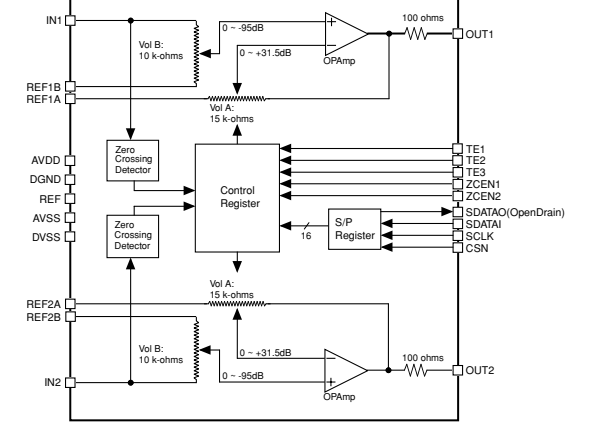 IN1
0 ~ -95dB
+
100 ohms
OUT1
Vol B:
10 k-ohms
0 ~ +31.5dB
−
OPAmp
REF1B
REF1A
Vol A:
15 k-ohms
Zero
Crossing
Detector
TE1
TE2
TE3
ZCEN1
ZCEN2
AVDD
DGND
REF
AVSS
DVSS
Control
Register
Zero
Crossing
Detector
S/P
Register
16
SDATAO(OpenDrain)
SDATAI
SCLK
CSN
Vol A:
15 k-ohms
REF2A
REF2B
Vol B:
10 k-ohms
0 ~ +31.5dB
−
100 ohms
OUT2
0 ~ -95dB
+
OPAmp
IN2